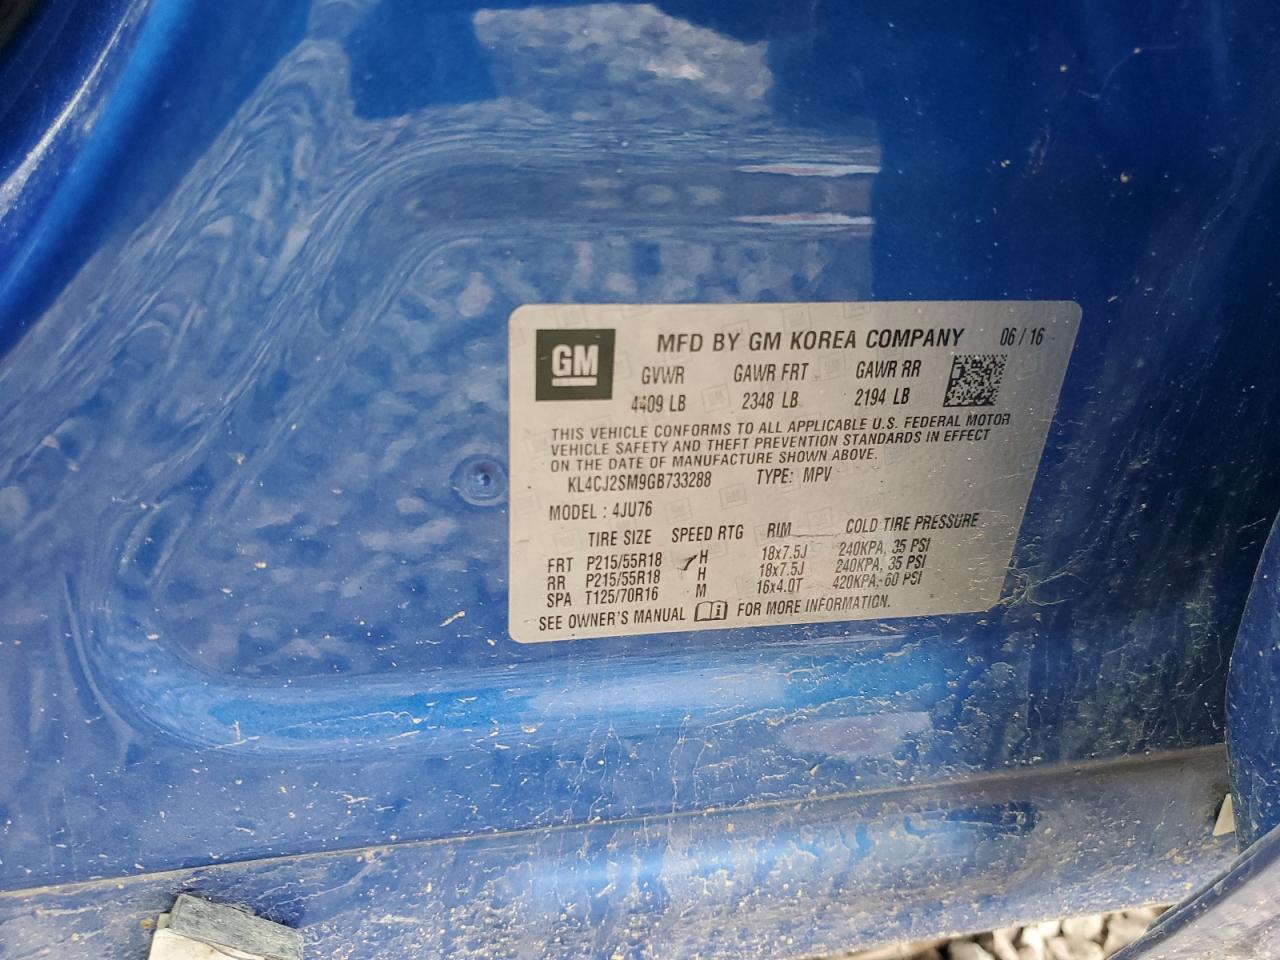 GM
MFD BY GM KOREA COMPANY 06 / 16
GVWR GAWR FRT GAWR RR
4409 LB 2348 LB 2194 LB
THIS VEHICLE CONFORMS TO ALL APPLICABLE U.S. FEDERAL MOTOR
VEHICLE SAFETY AND THEFT PREVENTION STANDARDS IN EFFECT
ON THE DATE OF MANUFACTURE SHOWN ABOVE.
KL4CJ2SM9GB733288 TYPE: MPV
MODEL : 4JU76
TIRE SIZE SPEED RTG RIM COLD TIRE PRESSURE
FRT P215/55R18 H 18x7.5J 240KPA, 35 PSI
RR P215/55R18 H 18x7.5J 240KPA, 35 PSI
SPA T125/70R16 M 16x4.0T 420KPA, 60 PSI
SEE OWNER'S MANUAL FOR MORE INFORMATION.